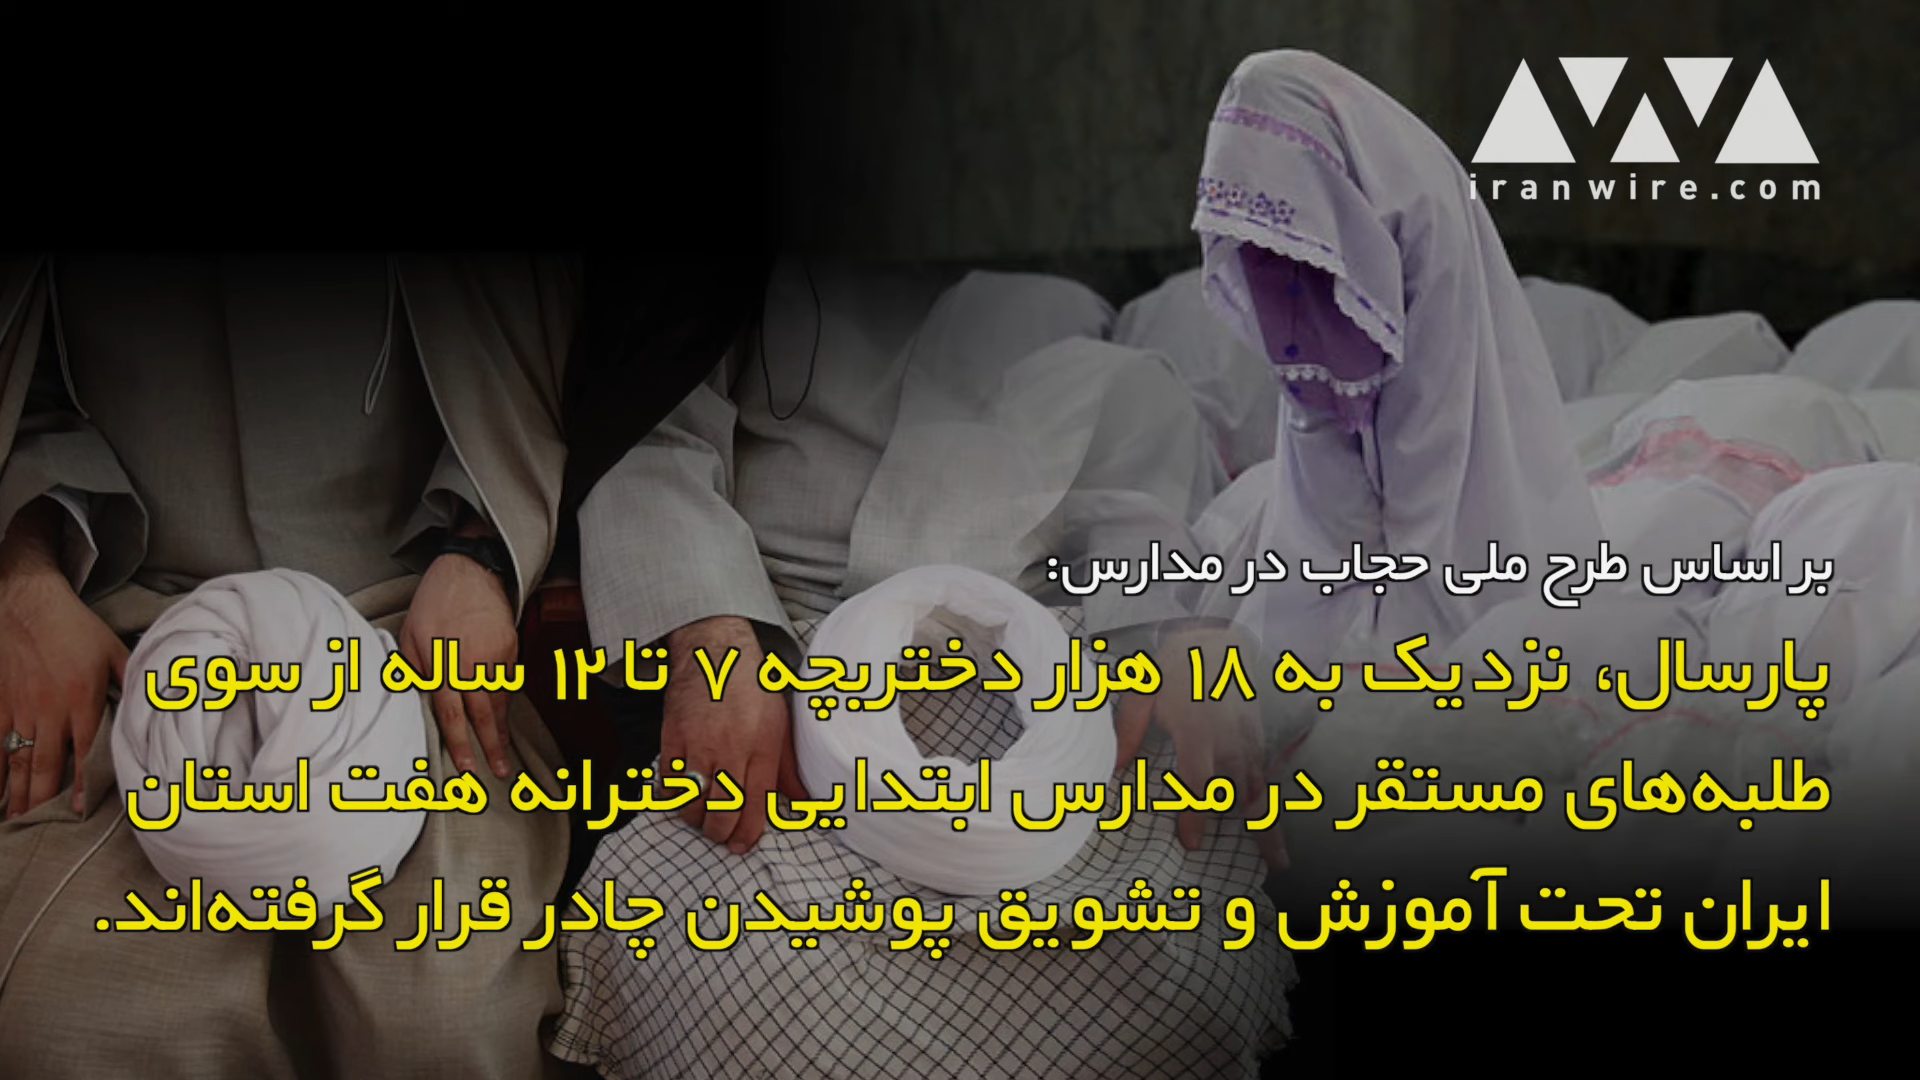 iranwire.com
بر اساس طرح ملی حجاب در مدارس:
پارسال، نزدیک به ۱۸ هزار دختربچه ۷ تا ۱۲ ساله از سوی
طلبه‌های مستقر در مدارس ابتدایی دخترانه هفت استان
ایران تحت آموزش و تشویق پوشیدن چادر قرار گرفته‌اند.